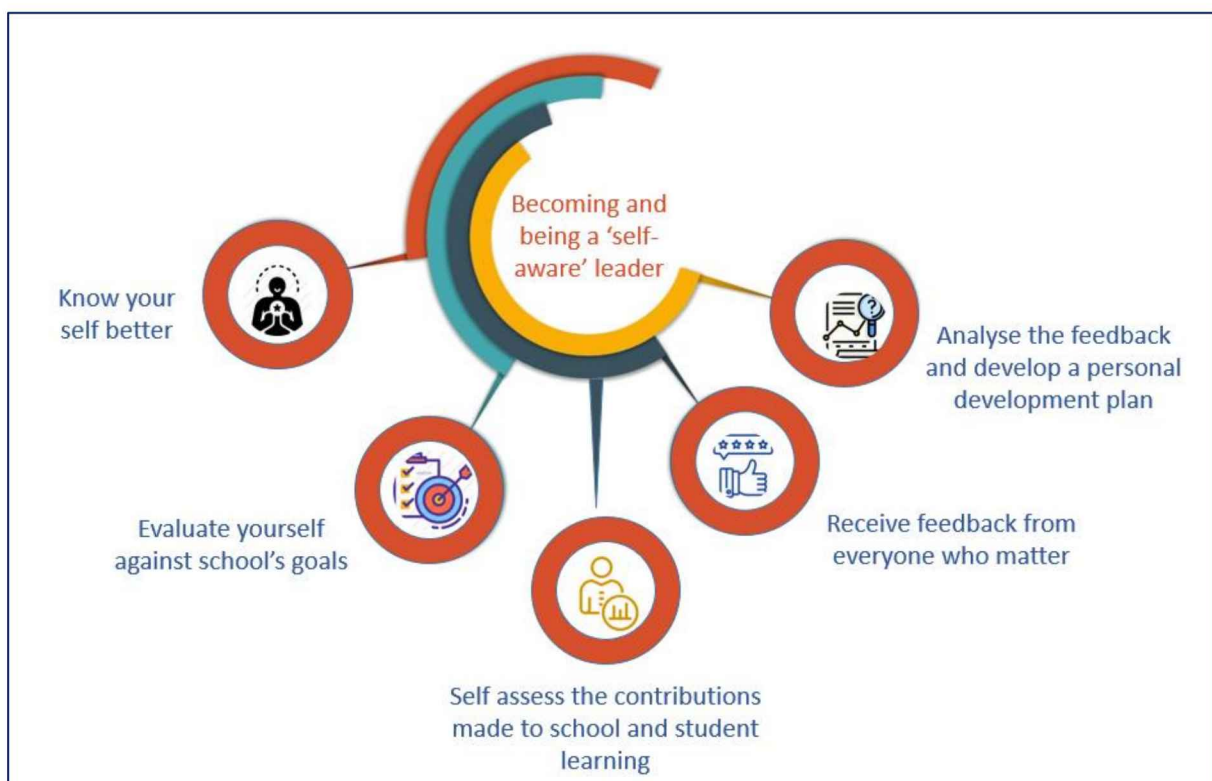 Becoming and
being a ‘self-
aware’ leader
Know your
self better
Evaluate yourself
against school’s goals
Self assess the contributions
made to school and student
learning
Receive feedback from
everyone who matter
Analyse the feedback
and develop a personal
development plan